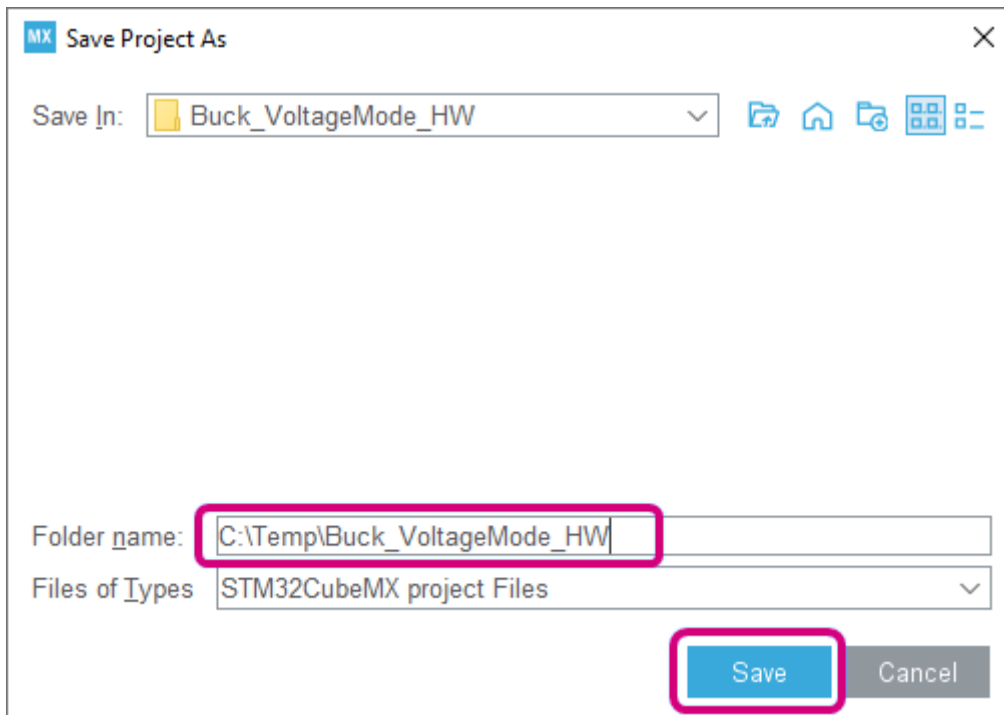 MX Save Project As
Save In: Buck_VoltageMode_HW
Folder name: C:\Temp\Buck_VoltageMode_HW
Files of Types STM32CubeMX project Files
Save Cancel